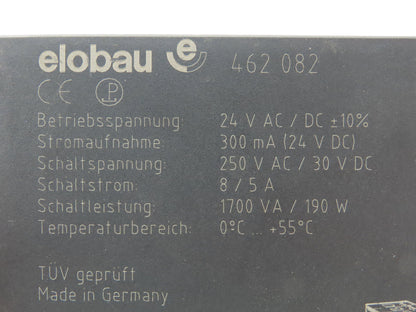 elobau e 462 082
CE
Betriebsspannung: 24 V AC / DC ±10%
Stromaufnahme: 300 mA (24 V DC)
Schaltspannung: 250 V AC / 30 V DC
Schaltstrom: 8 / 5 A
Schaltleistung: 1700 VA / 190 W
Temperaturbereich: 0°C ... +55°C
TÜV geprüft
Made in Germany